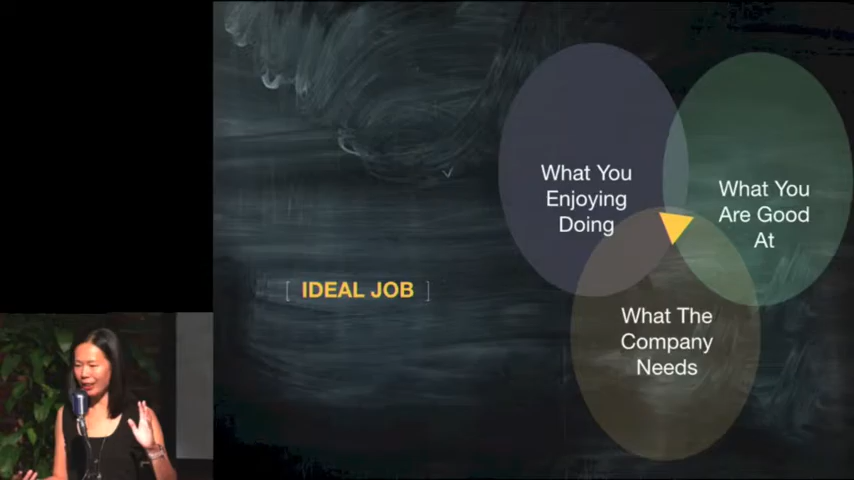 What You
Enjoying
Doing
What You
Are Good
At
[ IDEAL JOB ]
What The
Company
Needs